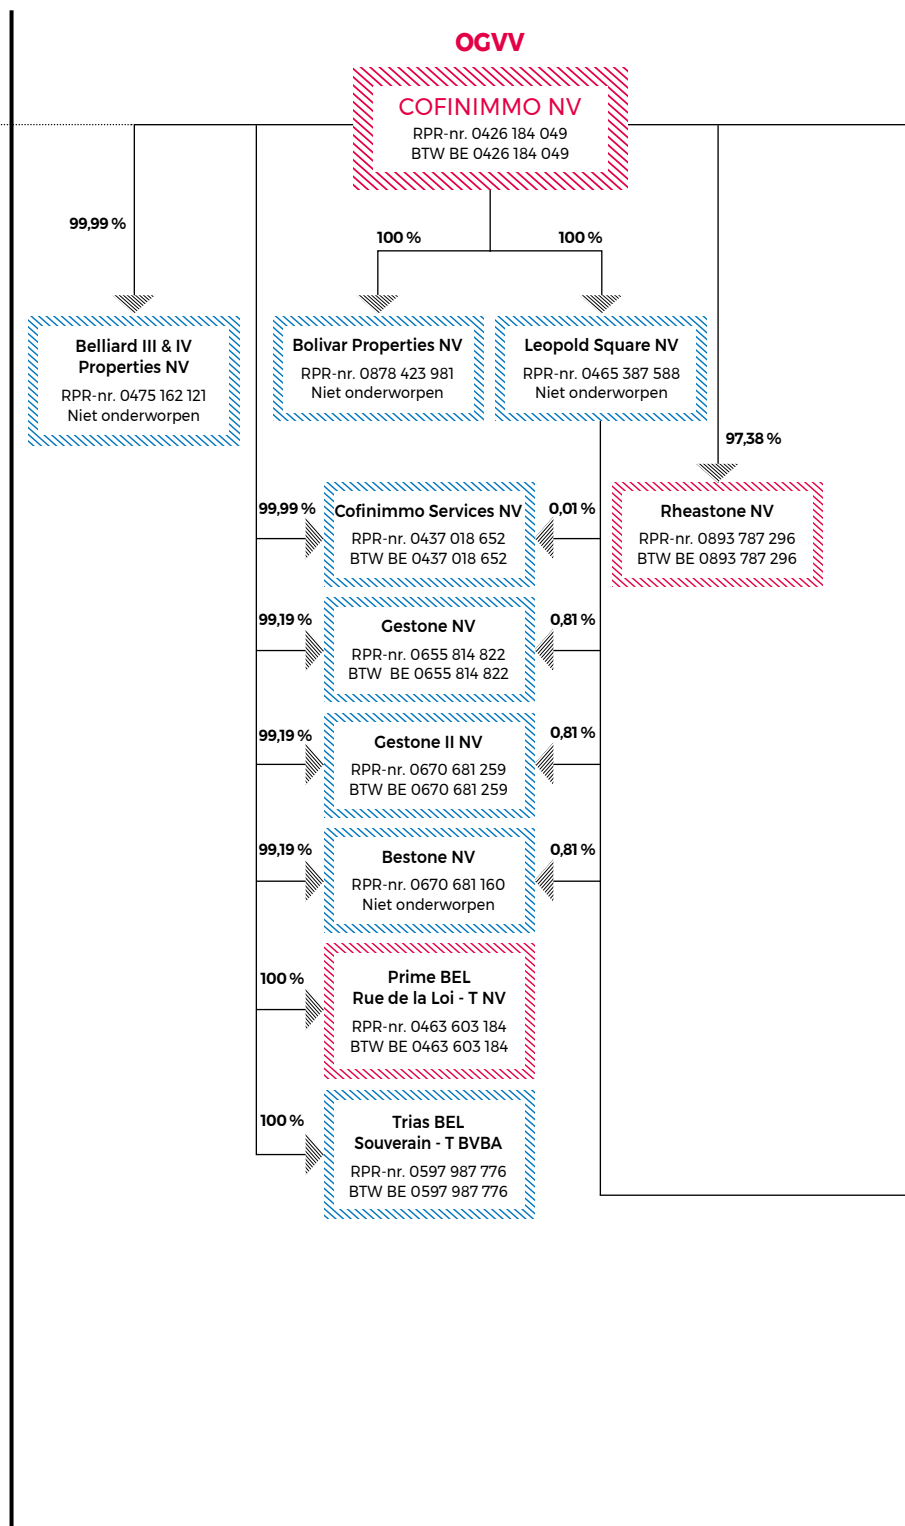 OGVV
COFINIMMO NV
RPR-nr. 0426 184 049
BTW BE 0426 184 049
99,99 %
100 %
100 %
Belliard III & IV
Properties NV
RPR-nr. 0475 162 121
Niet onderworpen
Bolivar Properties NV
RPR-nr. 0878 423 981
Niet onderworpen
Leopold Square NV
RPR-nr. 0465 387 588
Niet onderworpen
97,38 %
Rheastone NV
RPR-nr. 0893 787 296
BTW BE 0893 787 296
99,99 %
Cofinimmo Services NV
RPR-nr. 0437 018 652
BTW BE 0437 018 652
0,01 %
99,19 %
Gestone NV
RPR-nr. 0655 814 822
BTW BE 0655 814 822
0,81 %
99,19 %
Gestone II NV
RPR-nr. 0670 681 259
BTW BE 0670 681 259
0,81 %
99,19 %
Bestone NV
RPR-nr. 0670 681 160
Niet onderworpen
0,81 %
100 %
Prime BEL
Rue de la Loi - T NV
RPR-nr. 0463 603 184
BTW BE 0463 603 184
100 %
Trias BEL
Souverain - T BVBA
RPR-nr. 0597 987 776
BTW BE 0597 987 776